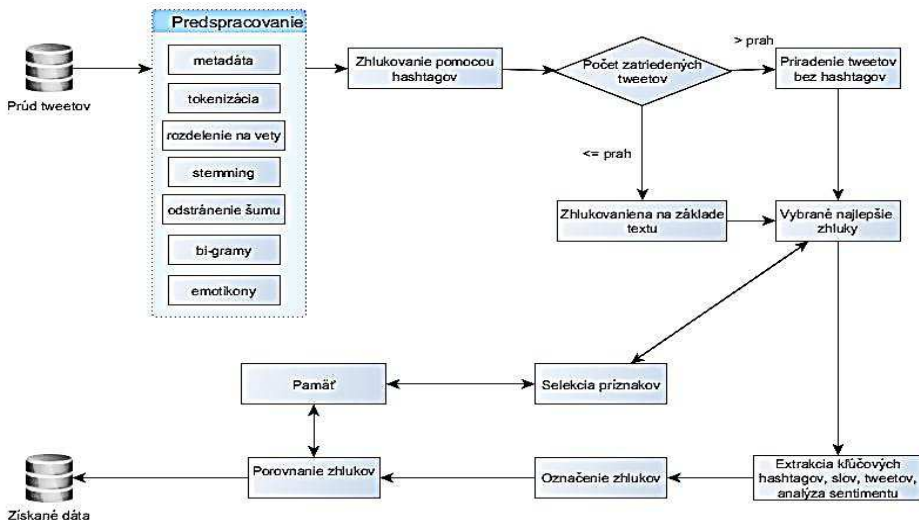 Prúd tweetov
Predspracovanie
metadáta
tokenizácia
rozdelenie na vety
stemming
odstránenie šumu
bi-gramy
emotikony
Zhlukovanie pomocou
hashtagov
Počet zatriedených
tweetov
> prah
Priradenie tweetov
bez hashtagov
<= prah
Zhlukovaniena na základe
textu
Vybrané najlepšie
zhluky
Selekcia príznakov
Pamäť
Extrakcia kľúčových
hashtagov, slov, tweetov,
analýza sentimentu
Označenie zhlukov
Porovnanie zhlukov
Získané dáta